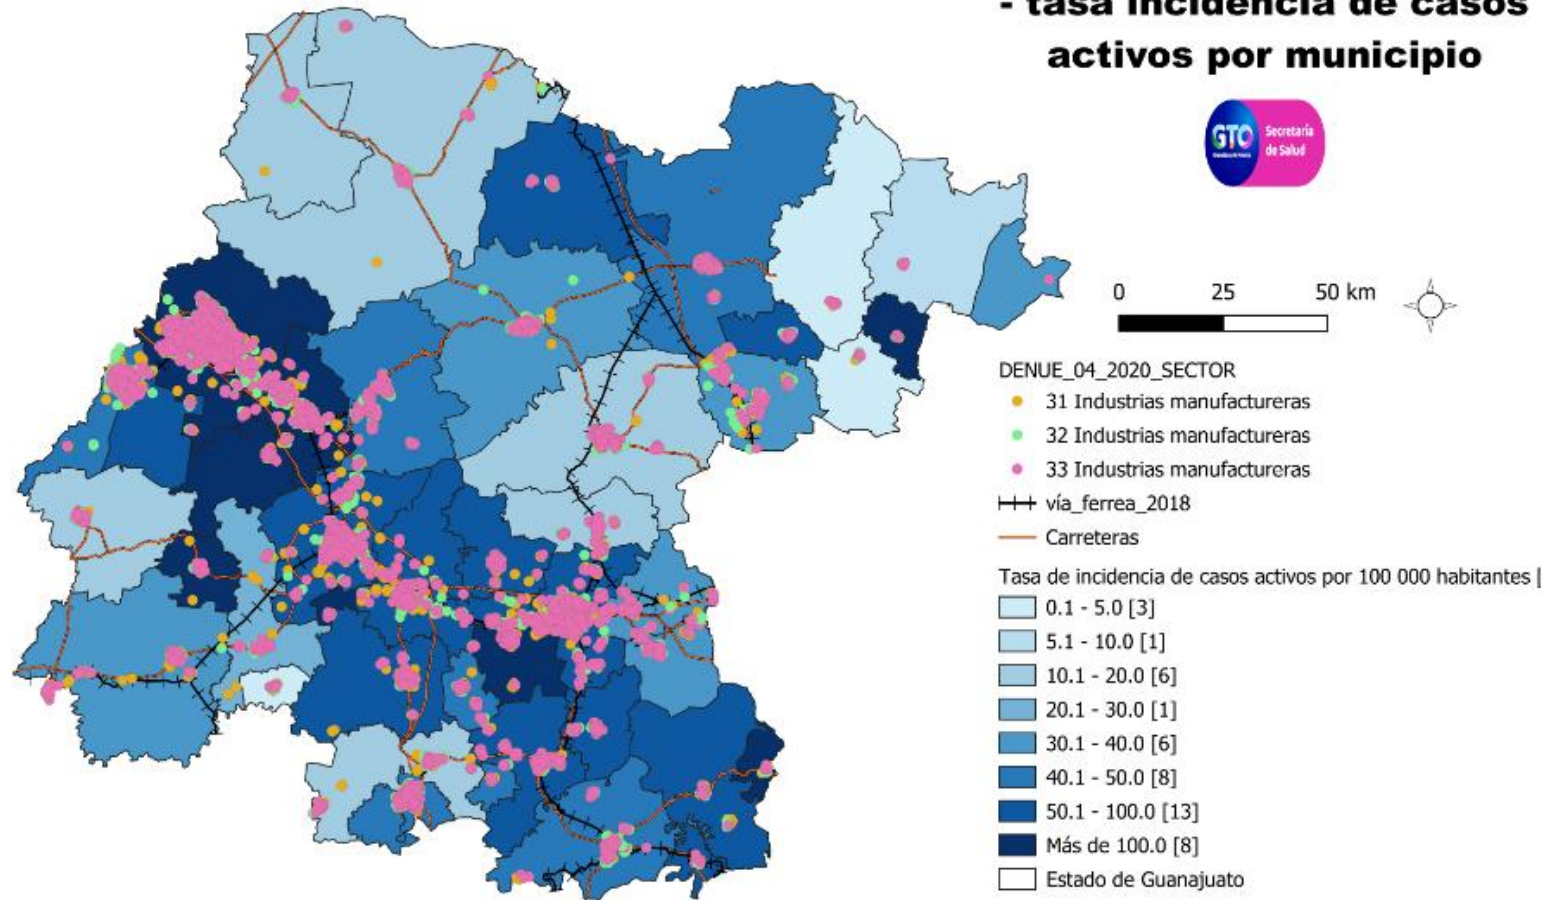 - tasa incidencia de casos
activos por municipio
GTO
Secretaría
de Salud
0 25 50 km
DENUE_04_2020_SECTOR
31 Industrias manufactureras
32 Industrias manufactureras
33 Industrias manufactureras
vía_ferrea_2018
Carreteras
Tasa de incidencia de casos activos por 100 000 habitantes [
0.1 - 5.0 [3]
5.1 - 10.0 [1]
10.1 - 20.0 [6]
20.1 - 30.0 [1]
30.1 - 40.0 [6]
40.1 - 50.0 [8]
50.1 - 100.0 [13]
Más de 100.0 [8]
Estado de Guanajuato